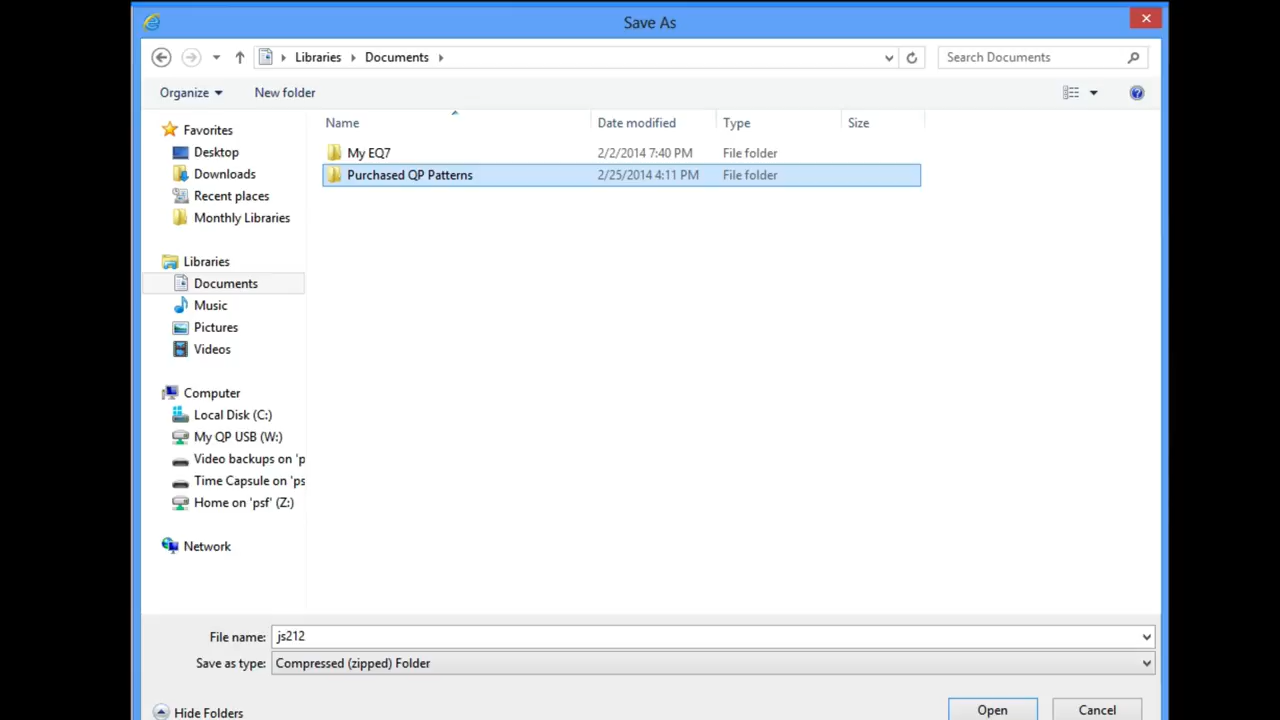 Save As
Libraries Documents
Search Documents
Organize New folder
Name Date modified Type Size
My EQ7 2/2/2014 7:40 PM File folder
Purchased QP Patterns 2/25/2014 4:11 PM File folder
Favorites
Desktop
Downloads
Recent places
Monthly Libraries
Libraries
Documents
Music
Pictures
Videos
Computer
Local Disk (C:)
My QP USB (W:)
Video backups on 'p
Time Capsule on 'ps
Home on 'psf' (Z:)
Network
File name: js212
Save as type: Compressed (zipped) Folder
Hide Folders Open Cancel